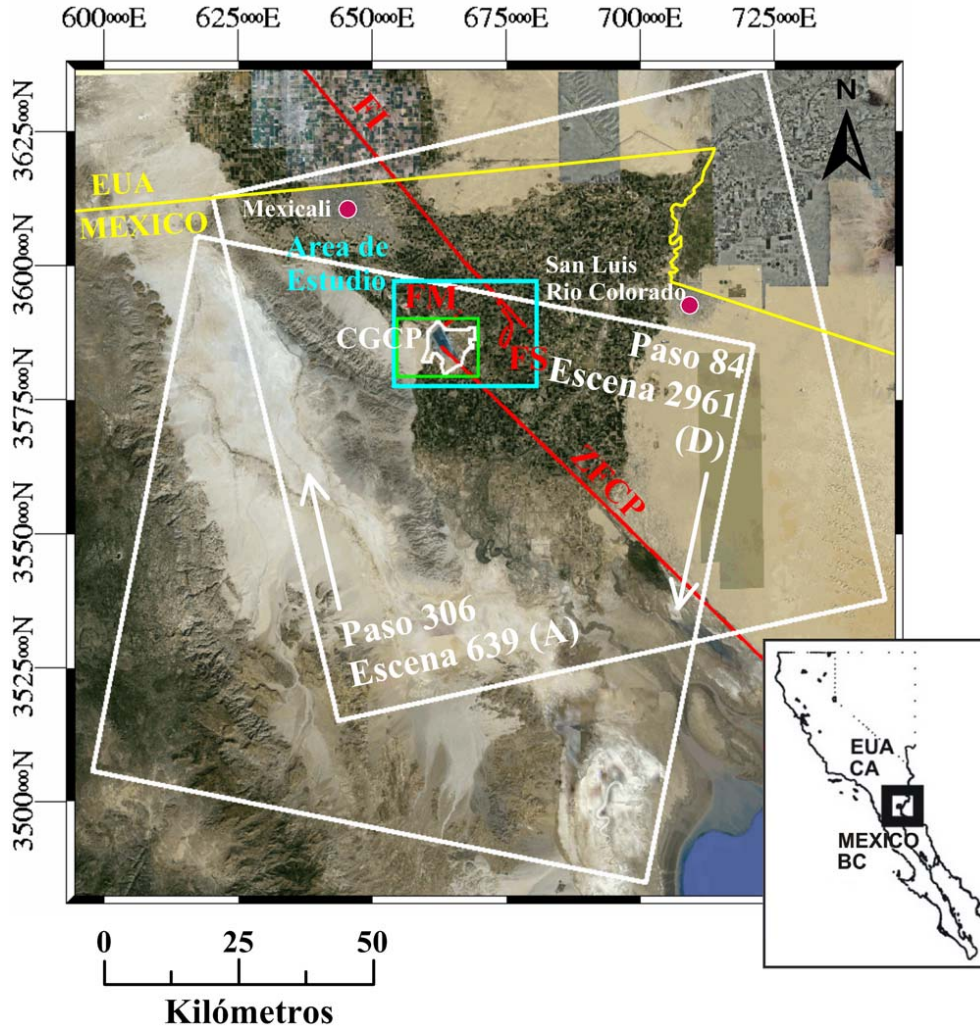 600000E 625000E 650000E 675000E 700000E 725000E
3625000N
3600000N
3575000N
3550000N
3525000N
3500000N
N
FI
EUA
MEXICO
Mexicali
Area de
Estudio
San Luis
Rio Colorado
FM
CGCP
FS
Paso 84
Escena 2961
(D)
ZFCP
Paso 306
Escena 639 (A)
EUA
CA
MEXICO
BC
0 25 50
Kilómetros